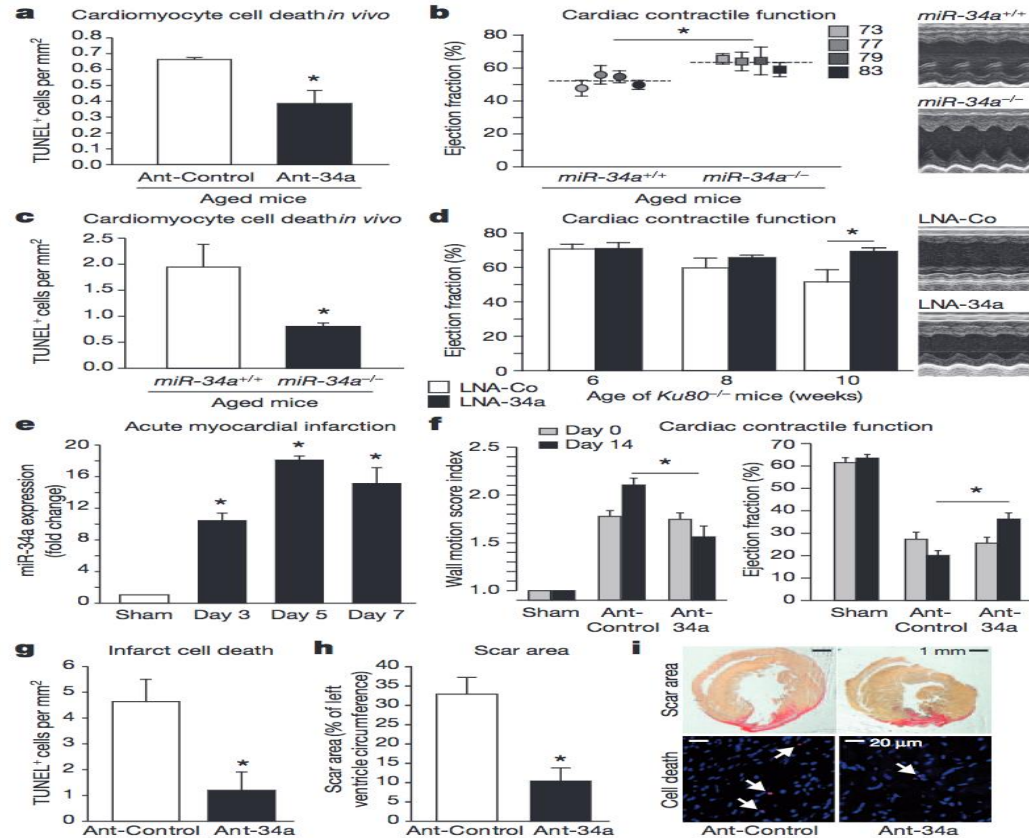 a Cardiomyocyte cell death in vivo
TUNEL+ cells per mm2
0.8
0.7
0.6
0.5
0.4
0.3
0.2
0.1
0.0
*
Ant-Control Ant-34a
Aged mice
b Cardiac contractile function
Ejection fraction (%)
80
60
40
20
0
*
73
77
79
83
miR-34a+/+ miR-34a−/−
Aged mice
miR-34a+/+
miR-34a−/−
c Cardiomyocyte cell death in vivo
TUNEL+ cells per mm2
2.5
2.0
1.5
1.0
0.5
0.0
*
miR-34a+/+ miR-34a−/−
Aged mice
d Cardiac contractile function
Ejection fraction (%)
80
60
40
20
0
*
6 8 10
Age of Ku80−/− mice (weeks)
LNA-Co
LNA-34a
LNA-Co
LNA-34a
e Acute myocardial infarction
miR-34a expression
(fold change)
20
16
12
8
4
0
* * *
Sham Day 3 Day 5 Day 7
f Cardiac contractile function
Day 0
Day 14
Wall motion score index
2.5
2.0
1.5
1.0
*
Sham Ant-Control Ant-34a
Ejection fraction (%)
70
60
50
40
30
20
10
0
*
Sham Ant-Control Ant-34a
g Infarct cell death
TUNEL+ cells per mm2
6
5
4
3
2
1
0
*
Ant-Control Ant-34a
h Scar area
Scar area (% of left
ventricle circumference)
40
35
30
25
20
15
10
5
0
*
Ant-Control Ant-34a
i
Scar area
1 mm
Cell death
20 µm
Ant-Control Ant-34a